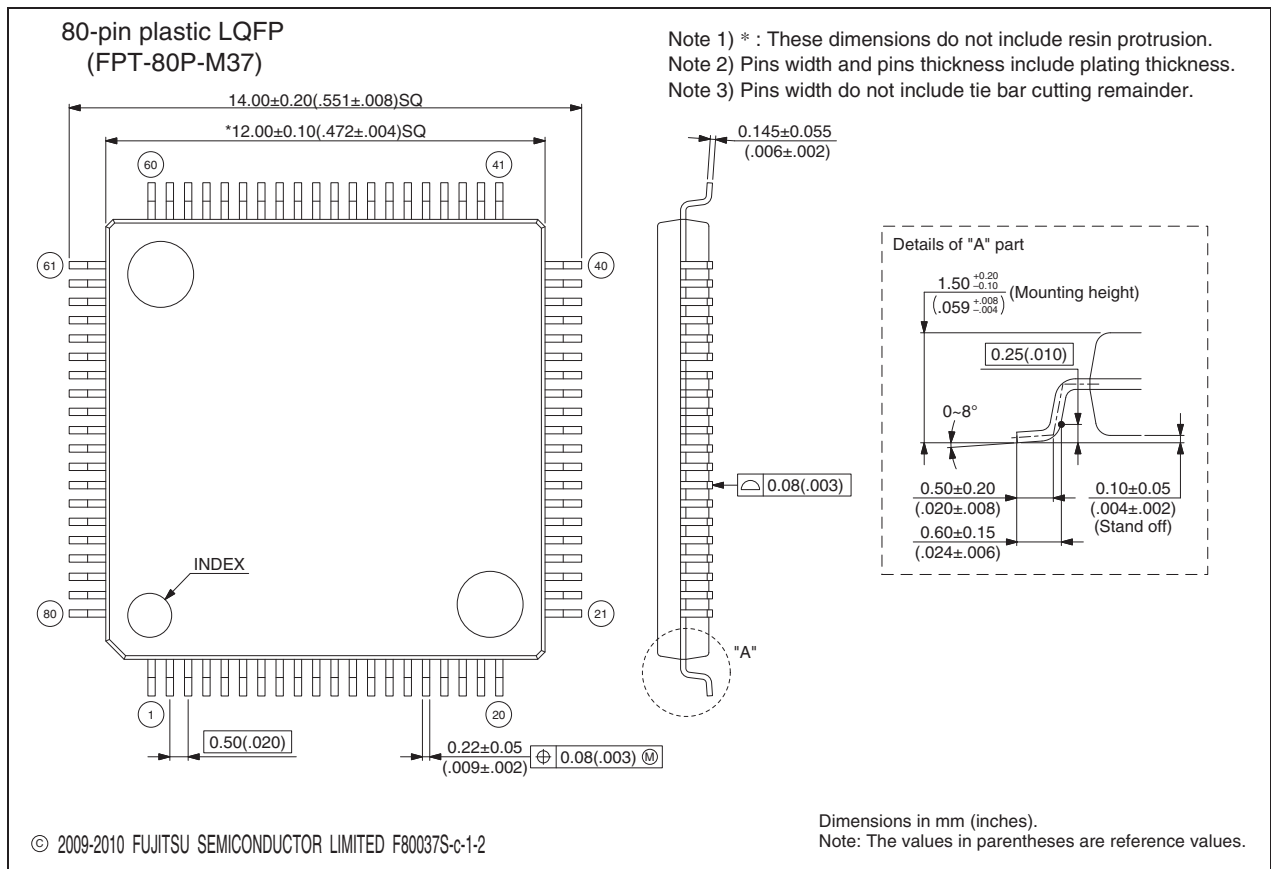 80-pin plastic LQFP
(FPT-80P-M37)
Note 1) * : These dimensions do not include resin protrusion.
Note 2) Pins width and pins thickness include plating thickness.
Note 3) Pins width do not include tie bar cutting remainder.
14.00±0.20(.551±.008)SQ
*12.00±0.10(.472±.004)SQ
60
41
61
40
INDEX
80
21
1
20
0.50(.020)
0.22±0.05
(.009±.002)
⌖ 0.08(.003) Ⓜ
0.145±0.055
(.006±.002)
⌓ 0.08(.003)
"A"
Details of "A" part
1.50 +0.20 −0.10
(.059 +.008 −.004)
(Mounting height)
0.25(.010)
0~8°
0.50±0.20
(.020±.008)
0.60±0.15
(.024±.006)
0.10±0.05
(.004±.002)
(Stand off)
© 2009-2010 FUJITSU SEMICONDUCTOR LIMITED F80037S-c-1-2
Dimensions in mm (inches).
Note: The values in parentheses are reference values.